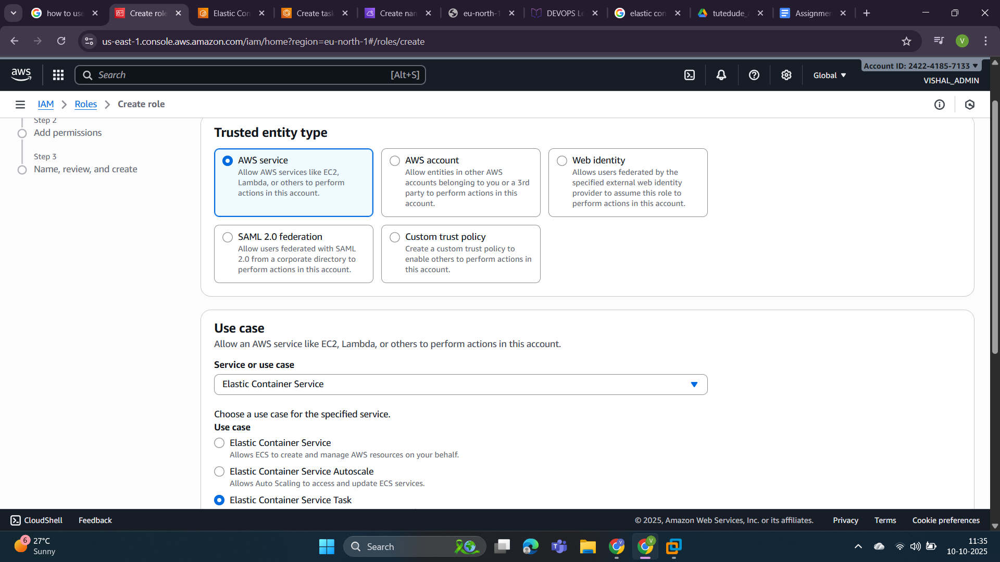 how to use
Create role
Elastic Con
Create task
Create nam
eu-north-1
DEVOPS Le
elastic con
tutedude_a
Assignmen
us-east-1.console.aws.amazon.com/iam/home?region=eu-north-1#/roles/create
V
aws
Search
[Alt+S]
Global
Account ID: 2422-4185-7133
VISHAL_ADMIN
IAM
Roles
Create role
Step 2
Add permissions
Step 3
Name, review, and create
Trusted entity type
AWS service
Allow AWS services like EC2,
Lambda, or others to perform
actions in this account.
AWS account
Allow entities in other AWS
accounts belonging to you or a 3rd
party to perform actions in this
account.
Web identity
Allows users federated by the
specified external web identity
provider to assume this role to
perform actions in this account.
SAML 2.0 federation
Allow users federated with SAML
2.0 from a corporate directory to
perform actions in this account.
Custom trust policy
Create a custom trust policy to
enable others to perform actions in
this account.
Use case
Allow an AWS service like EC2, Lambda, or others to perform actions in this account.
Service or use case
Elastic Container Service
Choose a use case for the specified service.
Use case
Elastic Container Service
Allows ECS to create and manage AWS resources on your behalf.
Elastic Container Service Autoscale
Allows Auto Scaling to access and update ECS services.
Elastic Container Service Task
CloudShell
Feedback
© 2025, Amazon Web Services, Inc. or its affiliates.
Privacy
Terms
Cookie preferences
6
27°C
Sunny
Search
11:35
10-10-2025